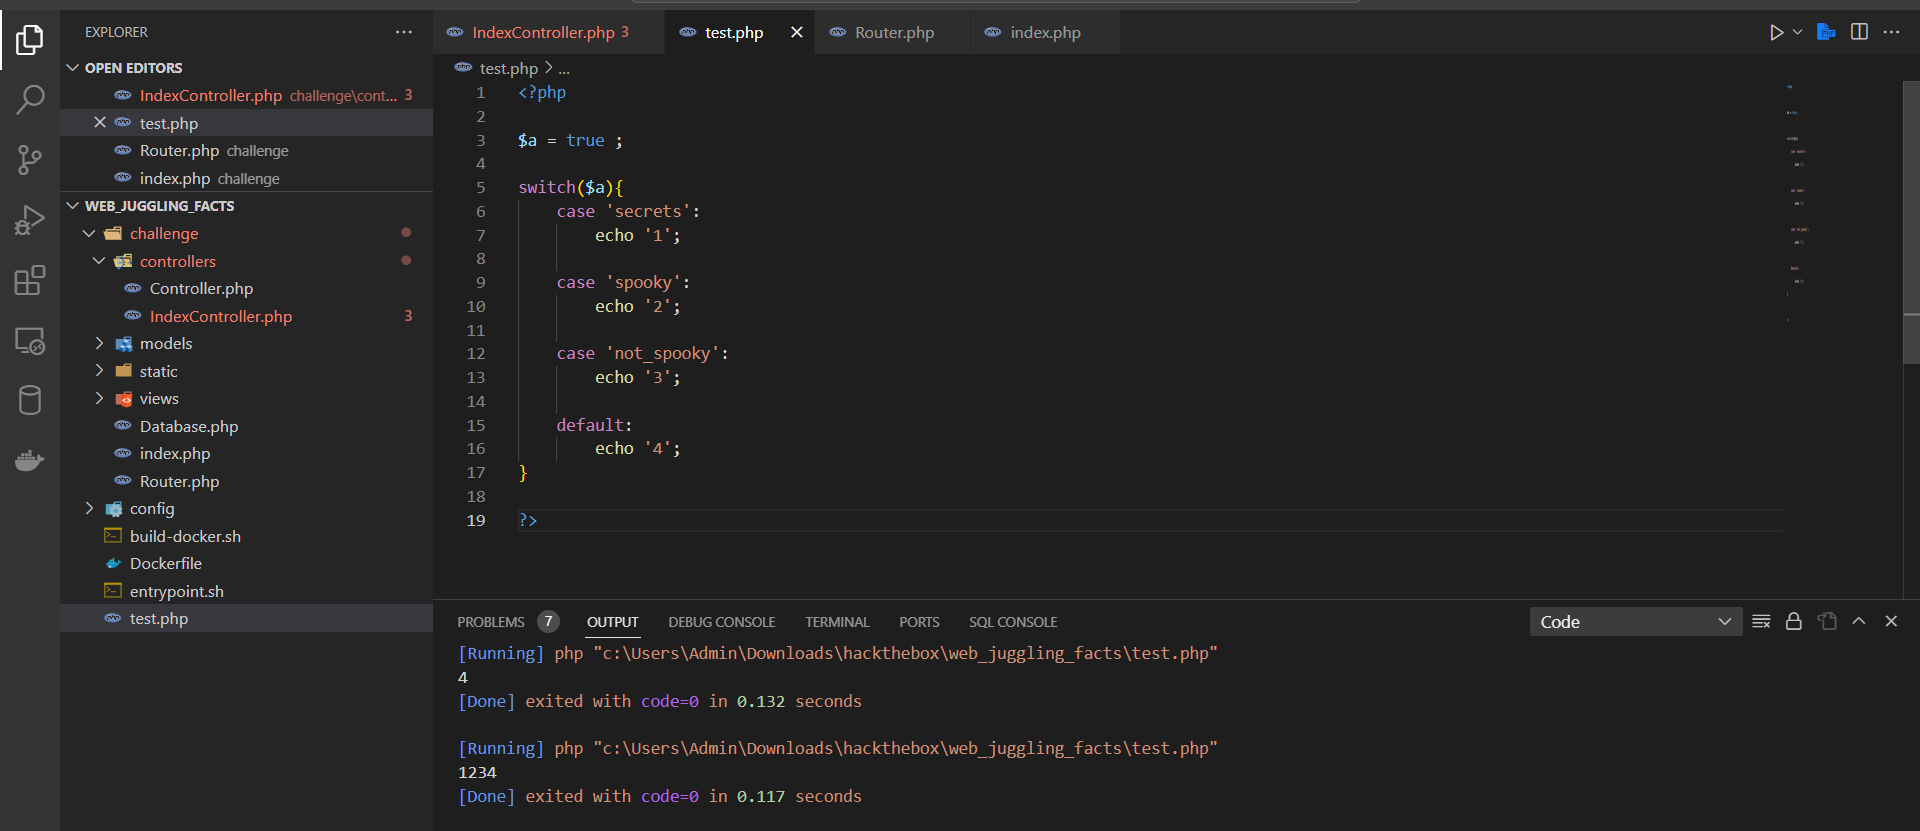 EXPLORER
OPEN EDITORS
IndexController.php challenge\cont... 3
test.php
Router.php challenge
index.php challenge
WEB_JUGGLING_FACTS
challenge
controllers
Controller.php
IndexController.php 3
models
static
views
Database.php
index.php
Router.php
config
build-docker.sh
Dockerfile
entrypoint.sh
test.php
IndexController.php 3 test.php Router.php index.php
test.php > ...
1 <?php
2
3 $a = true ;
4
5 switch($a){
6 case 'secrets':
7 echo '1';
8
9 case 'spooky':
10 echo '2';
11
12 case 'not_spooky':
13 echo '3';
14
15 default:
16 echo '4';
17 }
18
19 ?>
PROBLEMS 7 OUTPUT DEBUG CONSOLE TERMINAL PORTS SQL CONSOLE Code
[Running] php "c:\Users\Admin\Downloads\hackthebox\web_juggling_facts\test.php"
4
[Done] exited with code=0 in 0.132 seconds
[Running] php "c:\Users\Admin\Downloads\hackthebox\web_juggling_facts\test.php"
1234
[Done] exited with code=0 in 0.117 seconds